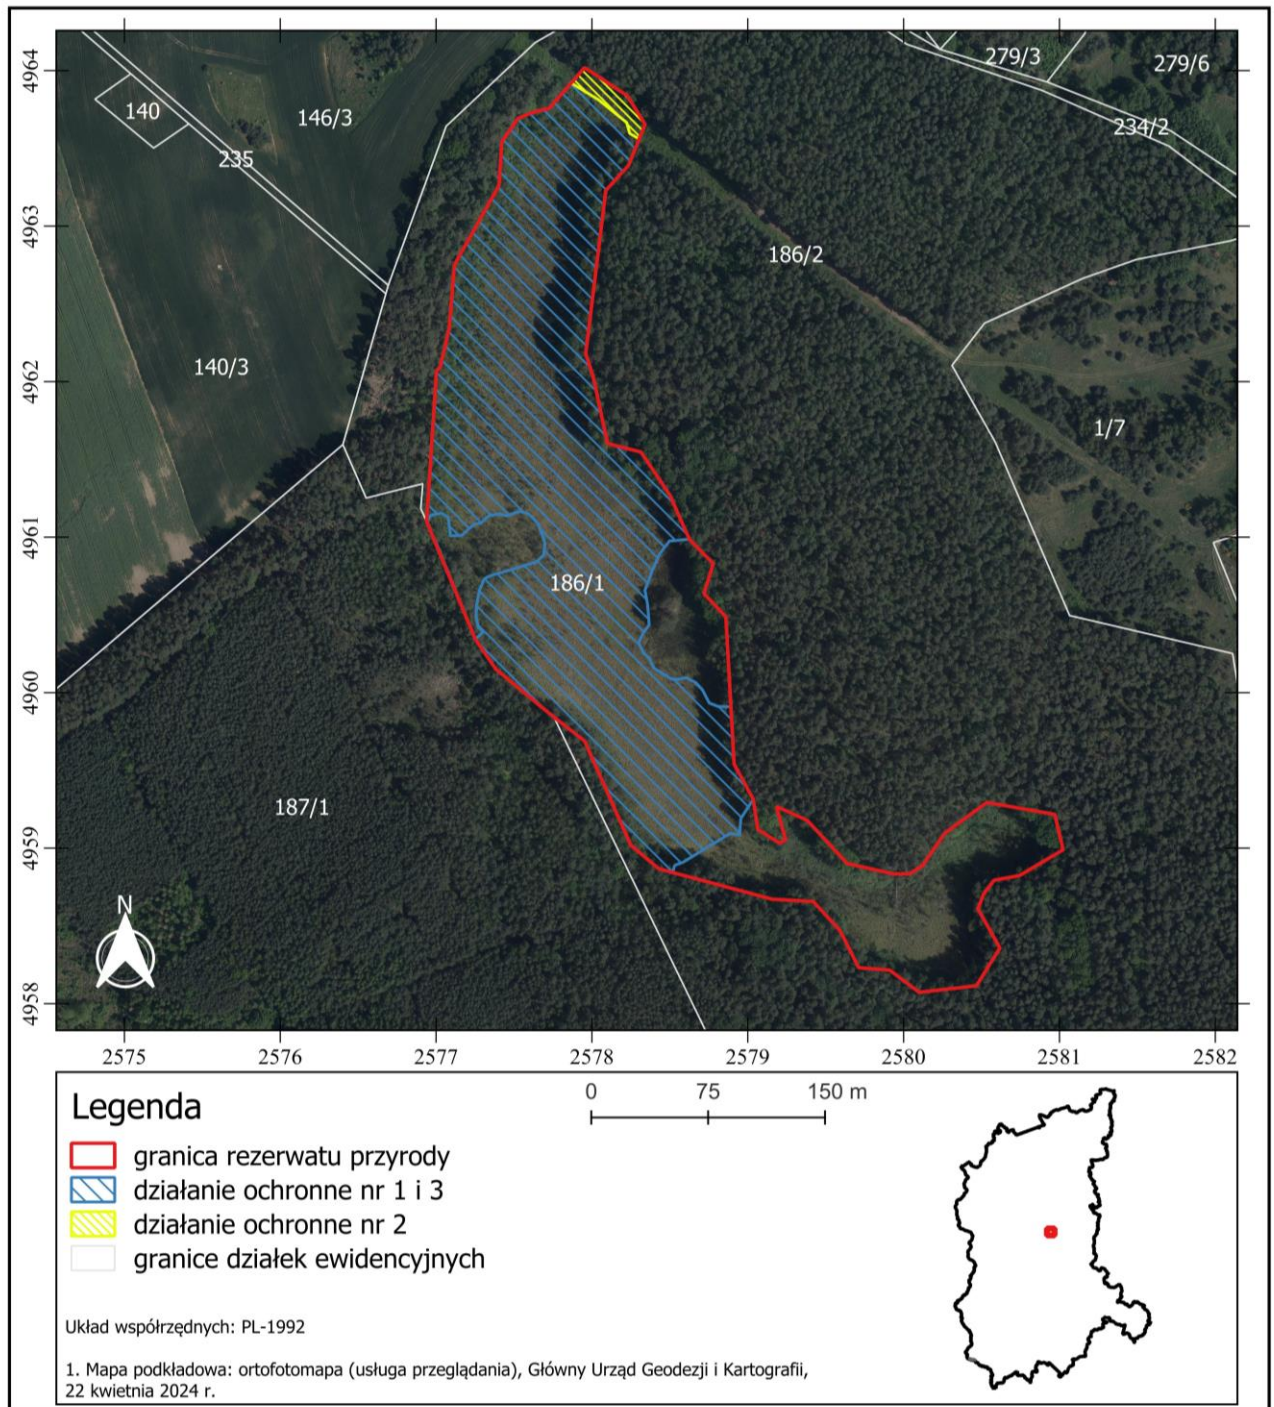 4964
4963
4962
4961
4960
4959
4958
140
146/3
235
279/3
279/6
234/2
186/2
140/3
1/7
186/1
187/1
N
2575 2576 2577 2578 2579 2580 2581 2582
Legenda
0 75 150 m
granica rezerwatu przyrody
działanie ochronne nr 1 i 3
działanie ochronne nr 2
granice działek ewidencyjnych
Układ współrzędnych: PL-1992
1. Mapa podkładowa: ortofotomapa (usługa przeglądania), Główny Urząd Geodezji i Kartografii,
22 kwietnia 2024 r.